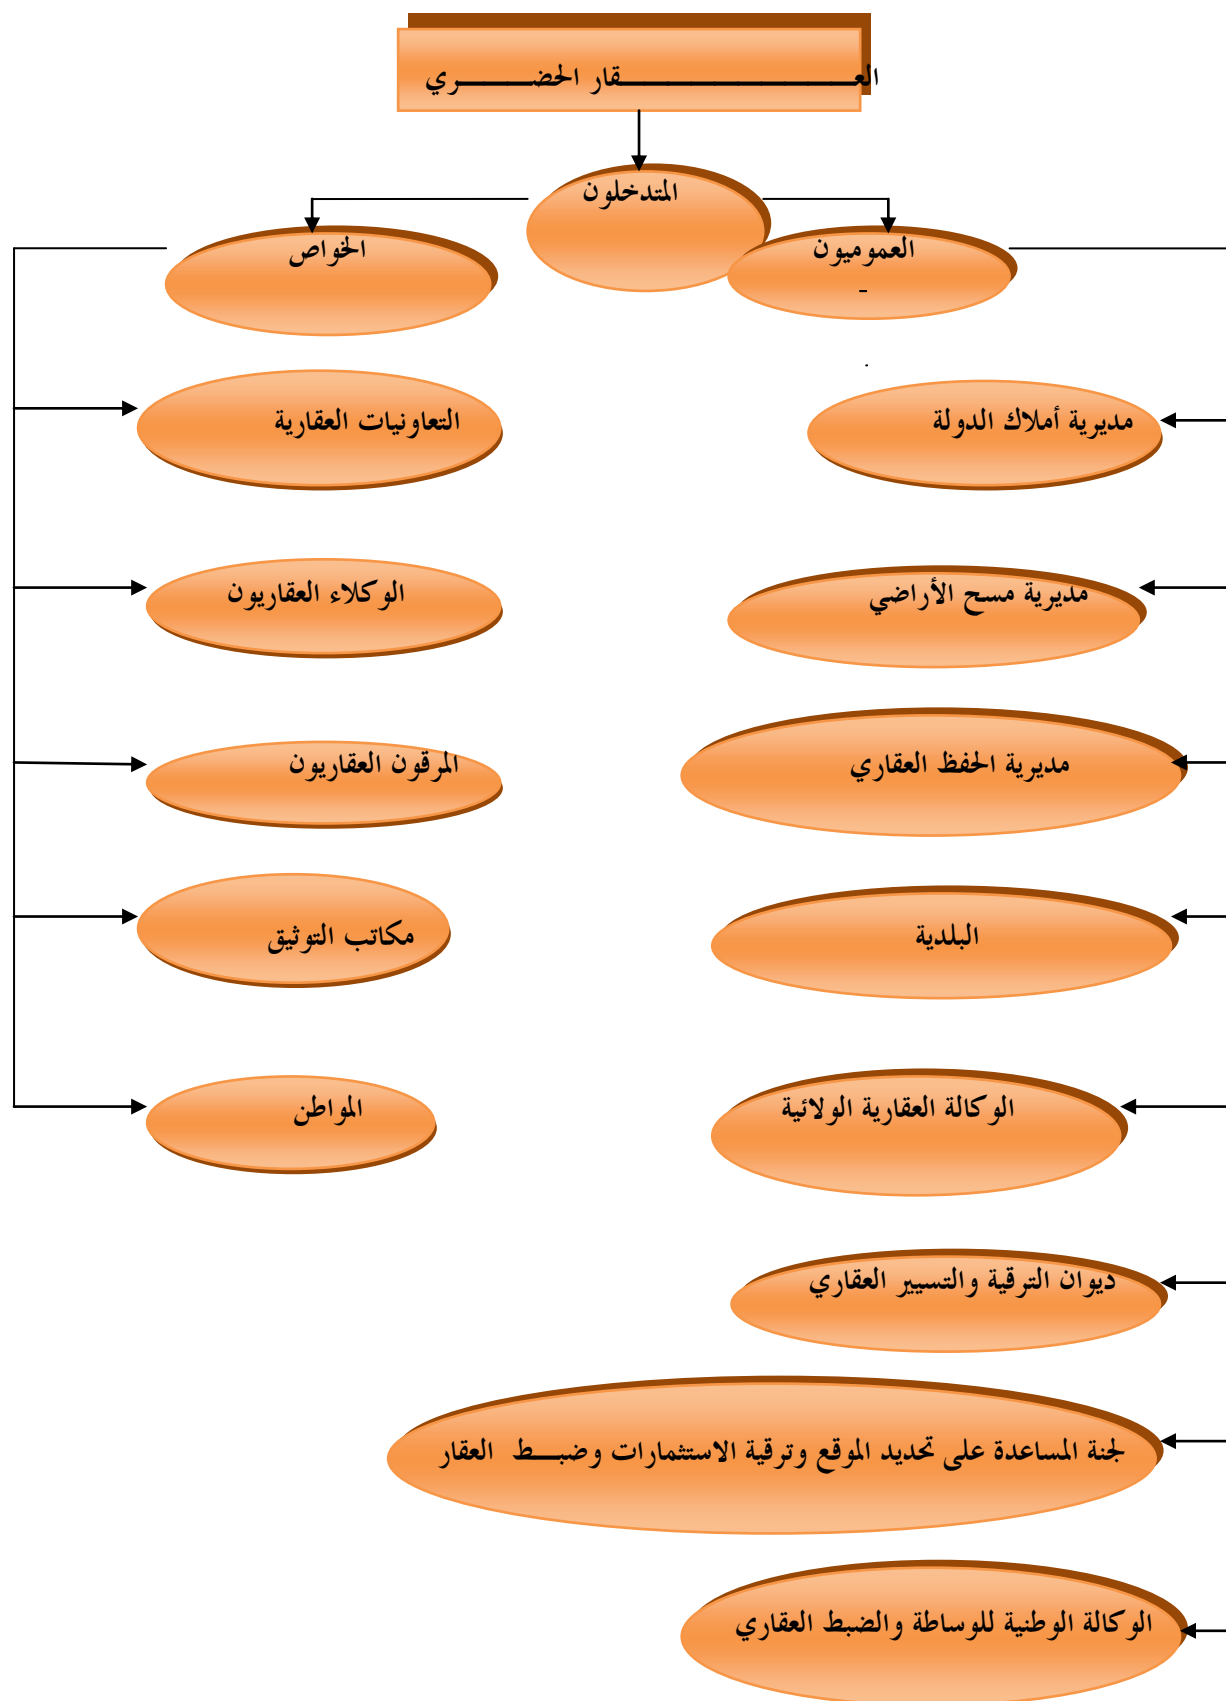 العـــــــــــــــــــــــقار الحضـــــــري
المتدخلون
العموميون
-
الخواص
.
مديرية أملاك الدولة
مديرية مسح الأراضي
مديرية الحفظ العقاري
البلدية
الوكالة العقارية الولائية
ديوان الترقية والتسيير العقاري
لجنة المساعدة على تحديد الموقع وترقية الاستثمارات وضبــــط العقار
الوكالة الوطنية للوساطة والضبط العقاري
التعاونيات العقارية
الوكلاء العقاريون
المرقون العقاريون
مكاتب التوثيق
المواطن